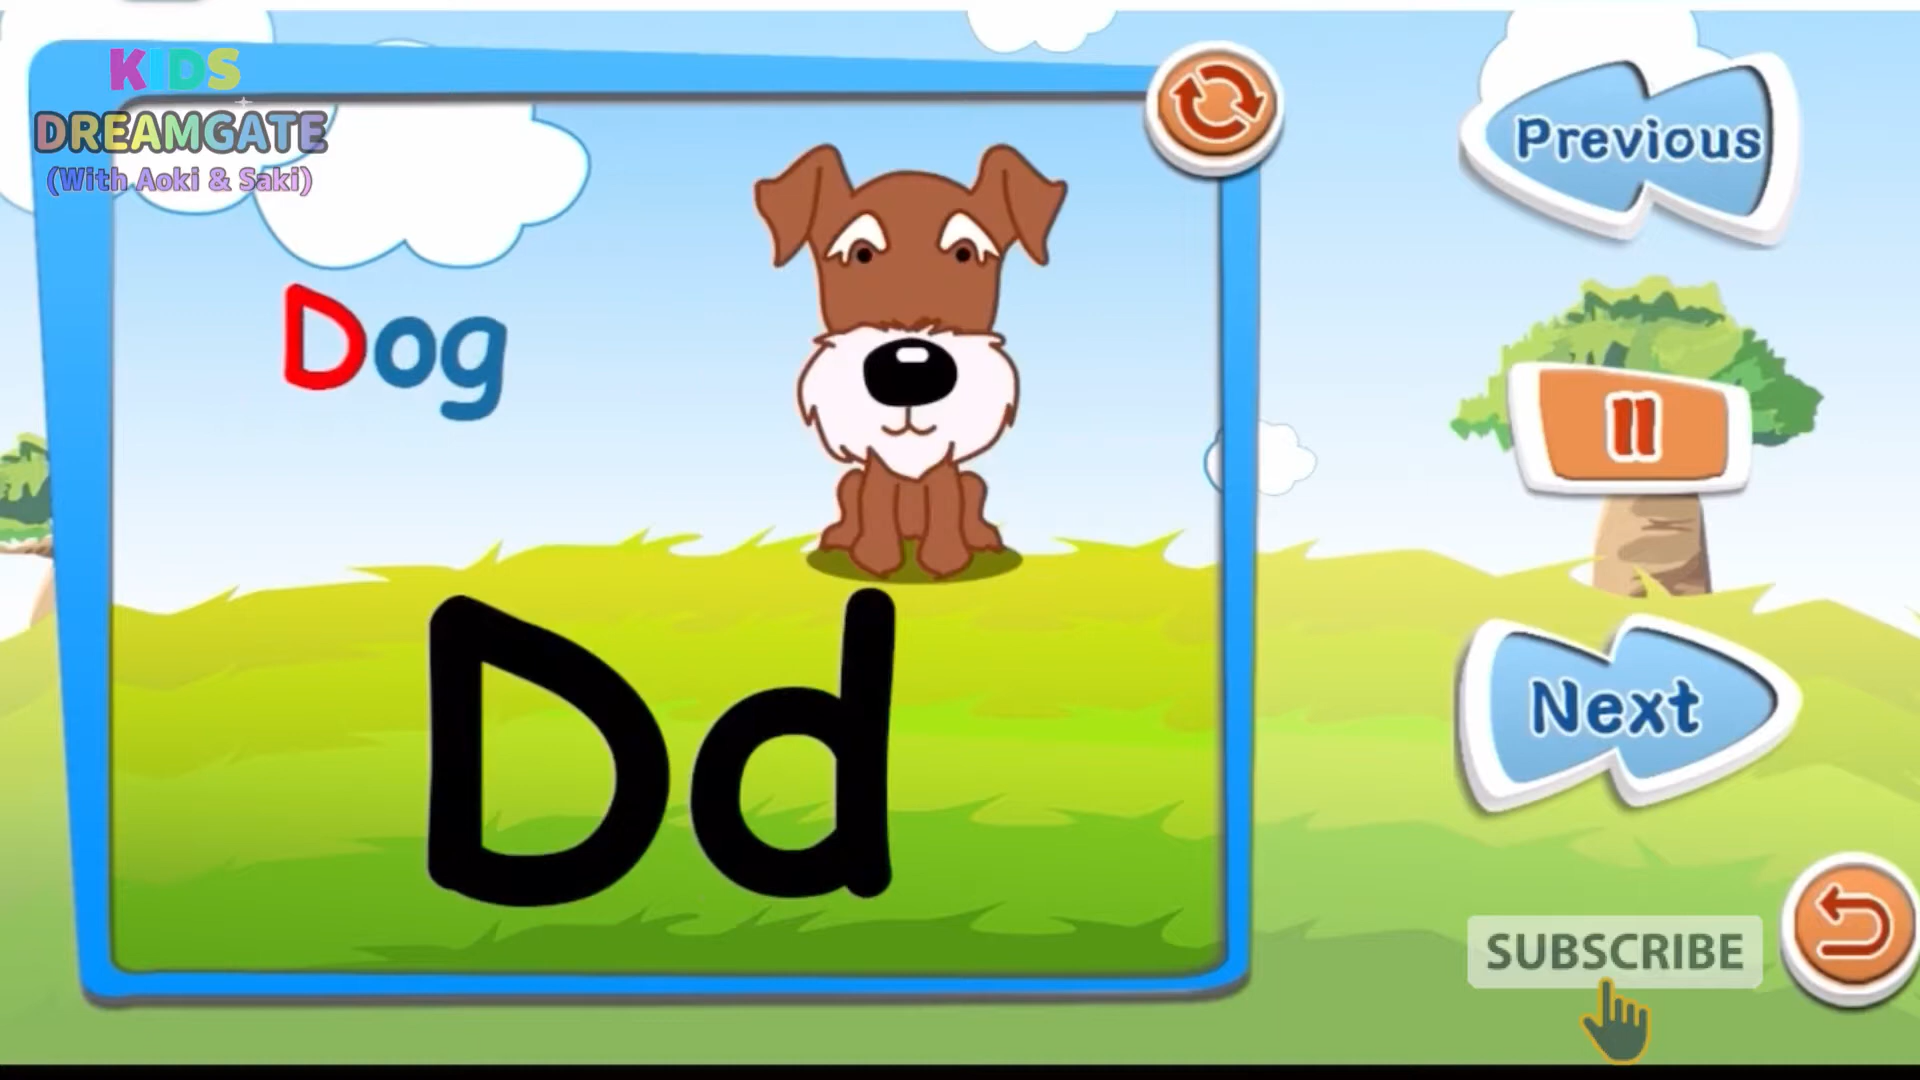 KIDS
DREAMGATE
(With Aoki & Saki)
Previous
Dog
Dd
Next
SUBSCRIBE